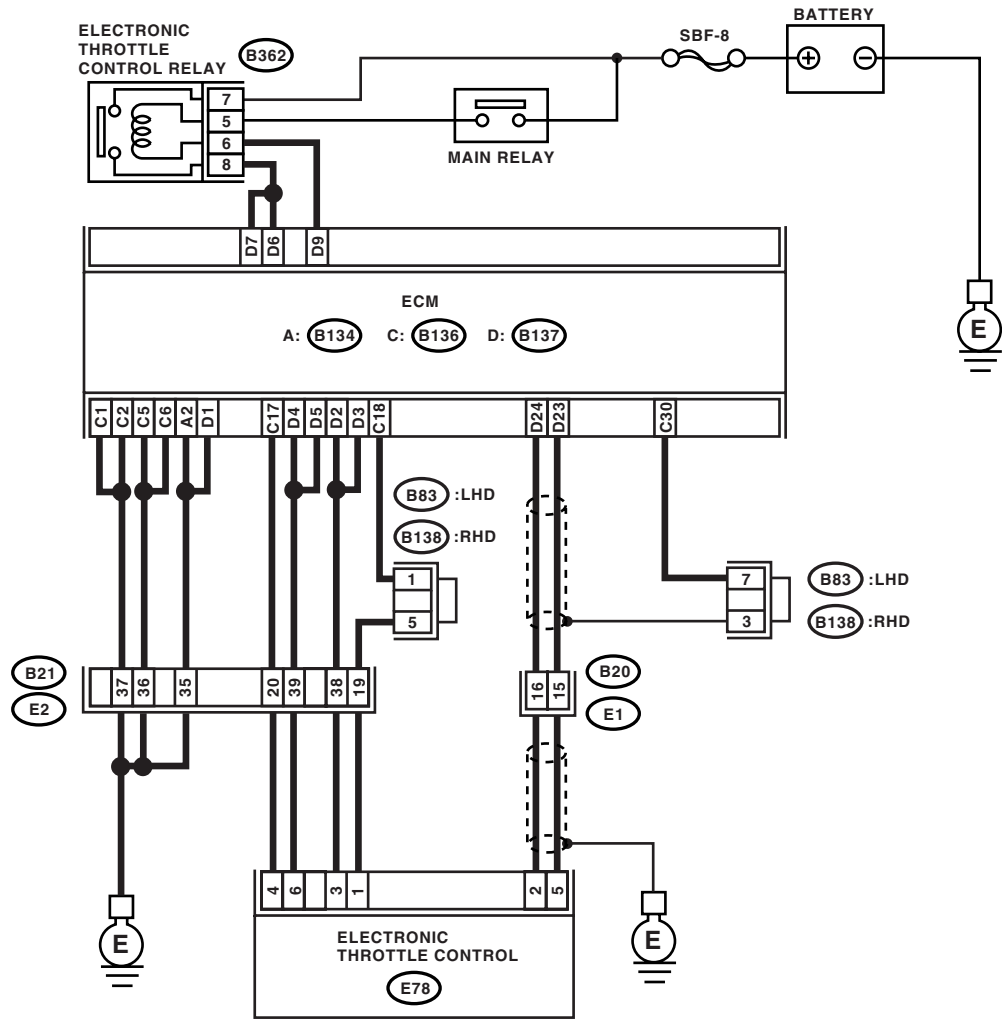 BATTERY
ELECTRONIC
THROTTLE
CONTROL RELAY
B362
SBF-8
7
5
6
8
MAIN RELAY
D7 D6 D9
E
ECM
A: B134 C: B136 D: B137
C1 C2 C5 C6 A2 D1 C17 D4 D5 D2 D3 C18 D24 D23 C30
B83 :LHD
B138 :RHD
1
5
7
3
B83 :LHD
B138 :RHD
B21
E2
37 36 35 20 39 38 19
16 15
B20
E1
4 6 3 1 2 5
E
E
ELECTRONIC
THROTTLE CONTROL
E78